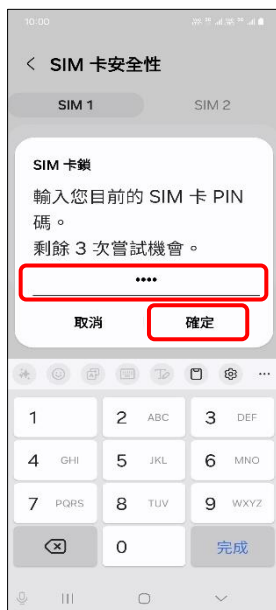 10:00
SIM 卡安全性
SIM 1
SIM 2
SIM 卡鎖
輸入您目前的 SIM 卡 PIN
碼。
剩餘 3 次嘗試機會。
••••
取消
確定
1
2 ABC
3 DEF
4 GHI
5 JKL
6 MNO
7 PQRS
8 TUV
9 WXYZ
0
完成